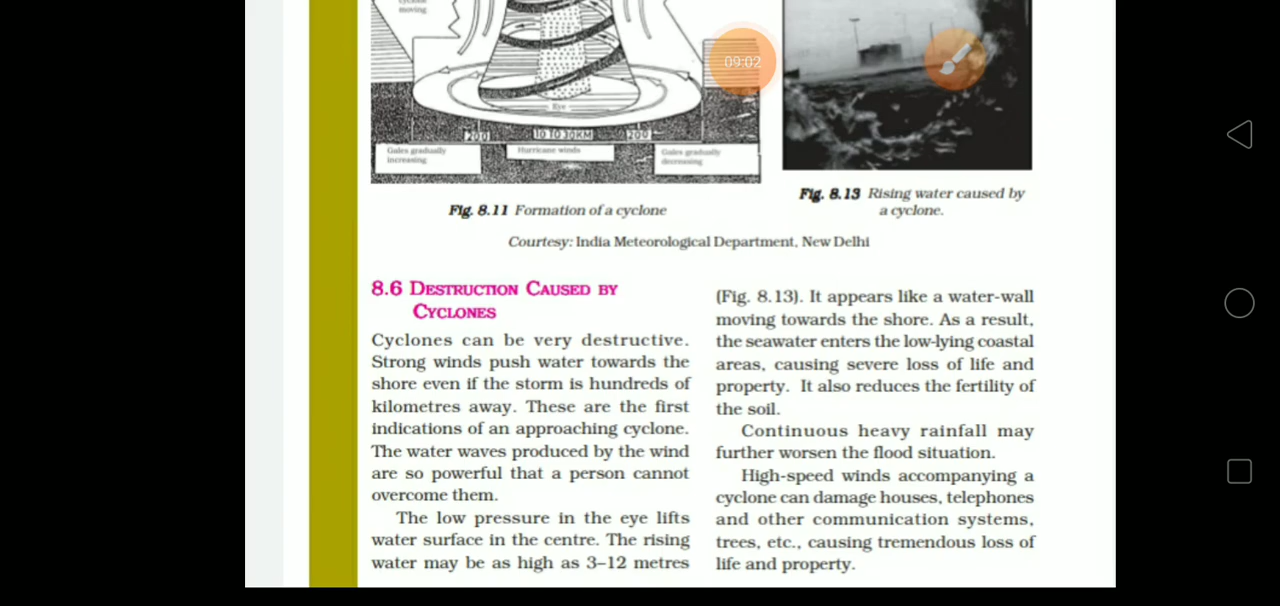 cyclone
moving
09:02
Eye
200
10 TO 30KM
200
Gales gradually
increasing
Hurricane winds
Gales gradually
decreasing
Fig. 8.11 Formation of a cyclone
Fig. 8.13 Rising water caused by
a cyclone.
Courtesy: India Meteorological Department, New Delhi
8.6 DESTRUCTION CAUSED BY
CYCLONES
Cyclones can be very destructive.
Strong winds push water towards the
shore even if the storm is hundreds of
kilometres away. These are the first
indications of an approaching cyclone.
The water waves produced by the wind
are so powerful that a person cannot
overcome them.
The low pressure in the eye lifts
water surface in the centre. The rising
water may be as high as 3–12 metres
(Fig. 8.13). It appears like a water-wall
moving towards the shore. As a result,
the seawater enters the low-lying coastal
areas, causing severe loss of life and
property. It also reduces the fertility of
the soil.
Continuous heavy rainfall may
further worsen the flood situation.
High-speed winds accompanying a
cyclone can damage houses, telephones
and other communication systems,
trees, etc., causing tremendous loss of
life and property.